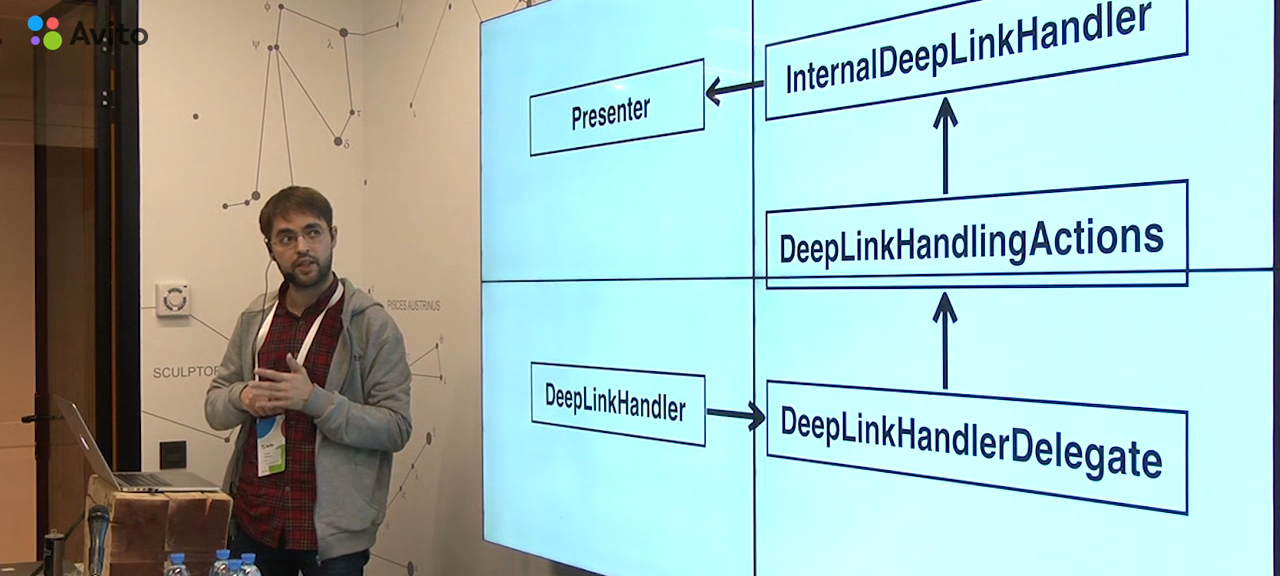 Avito
InternalDeepLinkHandler
Presenter
DeepLinkHandlingActions
DeepLinkHandler
DeepLinkHandlerDelegate
φ
ψ
λ
τ
δ
PISCES AUSTRINUS
SCULPTOR